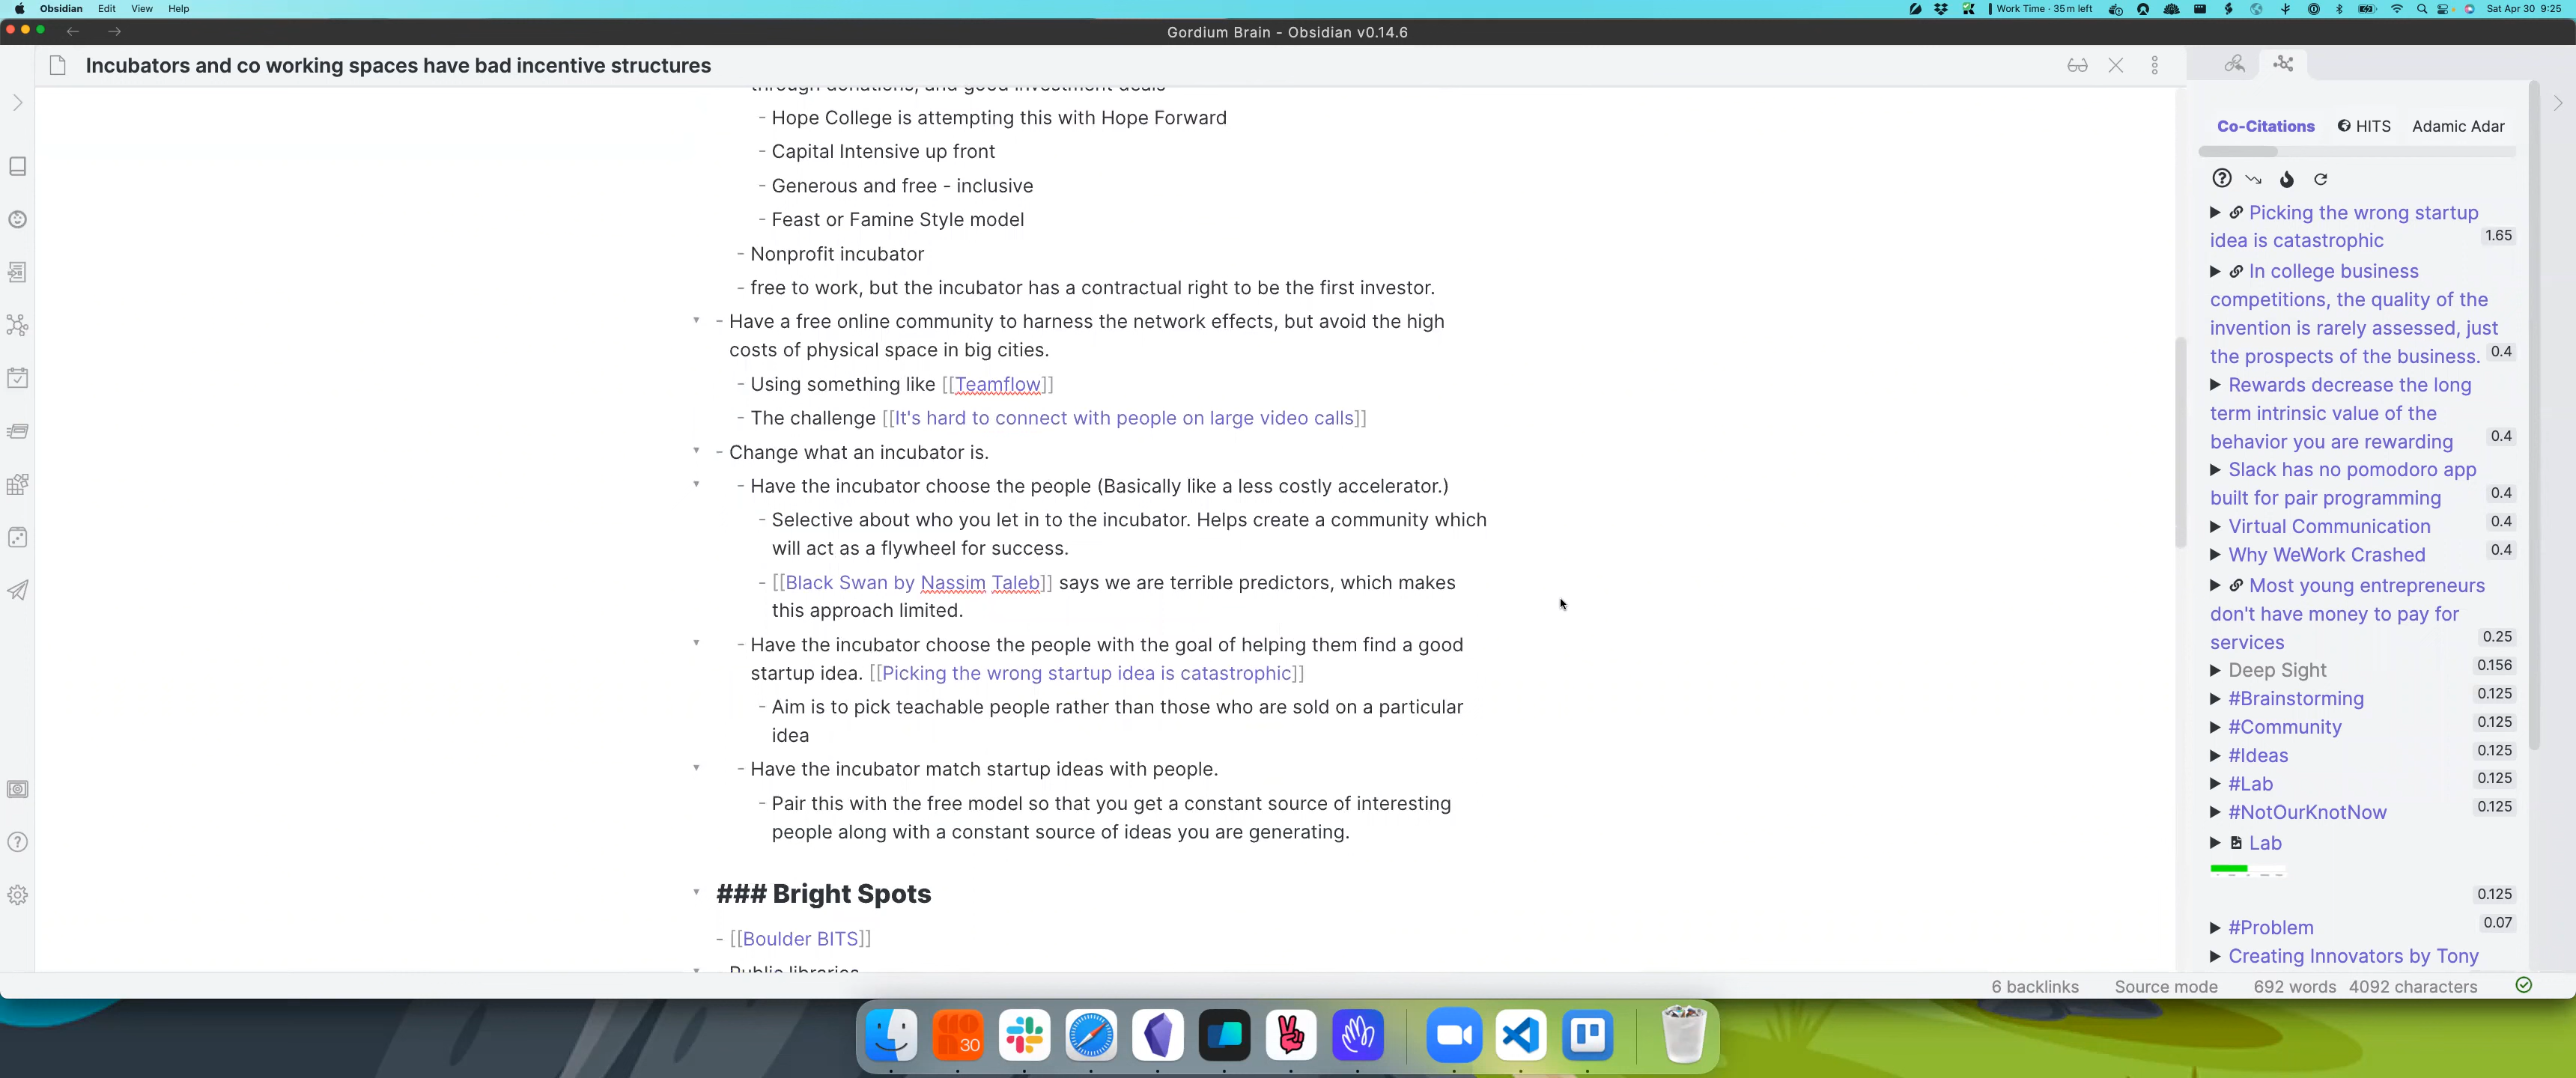 Obsidian Edit View Help
Work Time · 35m left
Sat Apr 30 9:25
Gordium Brain - Obsidian v0.14.6
Incubators and co working spaces have bad incentive structures
through donations, and good investment deals
- Hope College is attempting this with Hope Forward
- Capital Intensive up front
- Generous and free - inclusive
- Feast or Famine Style model
- Nonprofit incubator
- free to work, but the incubator has a contractual right to be the first investor.
- Have a free online community to harness the network effects, but avoid the high
costs of physical space in big cities.
- Using something like [[Teamflow]]
- The challenge [[It's hard to connect with people on large video calls]]
- Change what an incubator is.
- Have the incubator choose the people (Basically like a less costly accelerator.)
- Selective about who you let in to the incubator. Helps create a community which
will act as a flywheel for success.
- [[Black Swan by Nassim Taleb]] says we are terrible predictors, which makes
this approach limited.
- Have the incubator choose the people with the goal of helping them find a good
startup idea. [[Picking the wrong startup idea is catastrophic]]
- Aim is to pick teachable people rather than those who are sold on a particular
idea
- Have the incubator match startup ideas with people.
- Pair this with the free model so that you get a constant source of interesting
people along with a constant source of ideas you are generating.
### Bright Spots
- [[Boulder BITS]]
- Public libraries
Co-Citations HITS Adamic Adar
Picking the wrong startup
idea is catastrophic 1.65
In college business
competitions, the quality of the
invention is rarely assessed, just
the prospects of the business. 0.4
Rewards decrease the long
term intrinsic value of the
behavior you are rewarding 0.4
Slack has no pomodoro app
built for pair programming 0.4
Virtual Communication 0.4
Why WeWork Crashed 0.4
Most young entrepreneurs
don't have money to pay for
services 0.25
Deep Sight 0.156
#Brainstorming 0.125
#Community 0.125
#Ideas 0.125
#Lab 0.125
#NotOurKnotNow 0.125
Lab
0.125
#Problem 0.07
Creating Innovators by Tony
6 backlinks Source mode 692 words 4092 characters
30